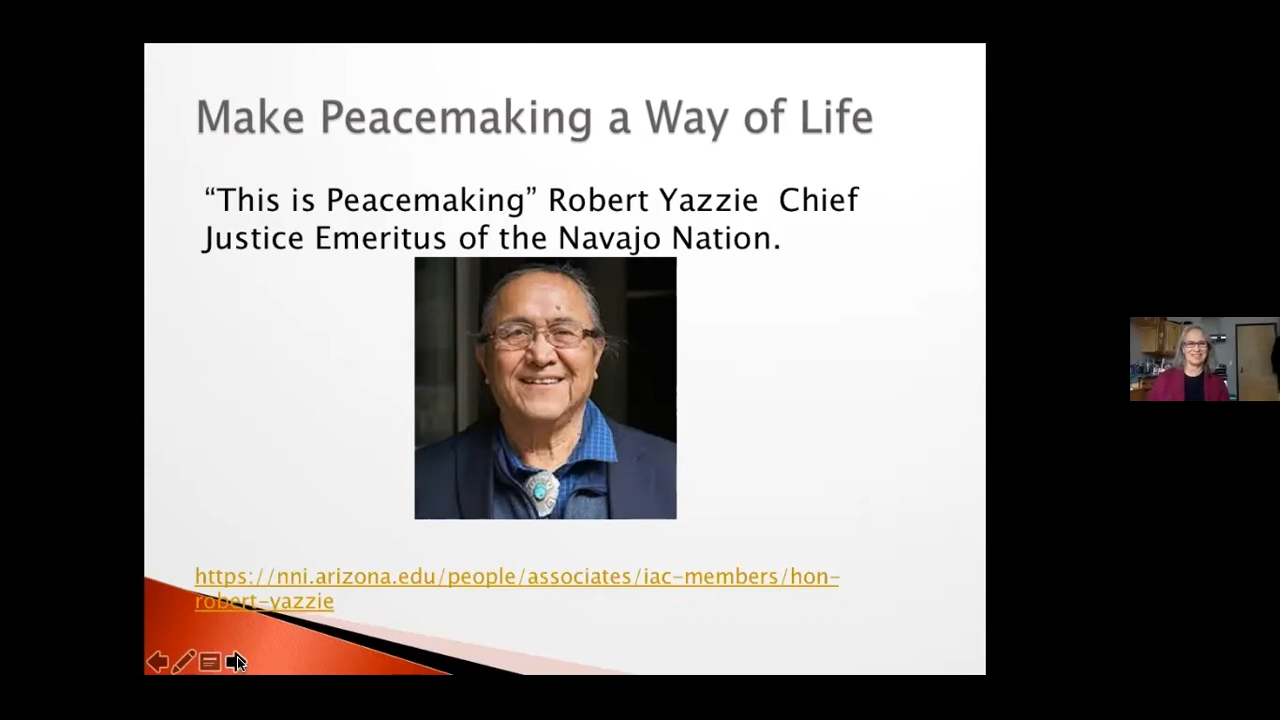 Make Peacemaking a Way of Life
“This is Peacemaking” Robert Yazzie  Chief
Justice Emeritus of the Navajo Nation.
https://nni.arizona.edu/people/associates/iac-members/hon-
robert-yazzie